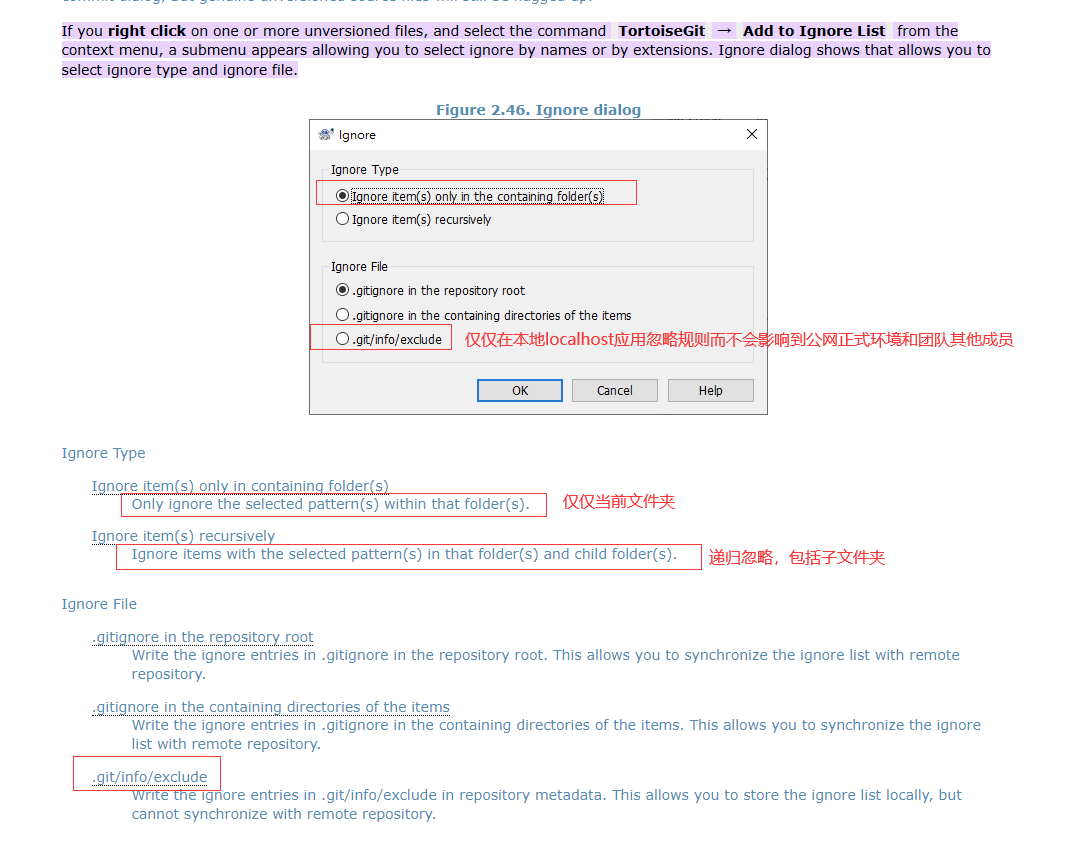 commit dialog, but genuine unversioned source files will still be flagged up.
If you right click on one or more unversioned files, and select the command TortoiseGit → Add to Ignore List from the
context menu, a submenu appears allowing you to select ignore by names or by extensions. Ignore dialog shows that allows you to
select ignore type and ignore file.
Figure 2.46. Ignore dialog
Ignore
Ignore Type
Ignore item(s) only in the containing folder(s)
Ignore item(s) recursively
Ignore File
.gitignore in the repository root
.gitignore in the containing directories of the items
.git/info/exclude 仅仅在本地localhost应用忽略规则而不会影响到公网正式环境和团队其他成员
OK Cancel Help
Ignore Type
Ignore item(s) only in containing folder(s)
Only ignore the selected pattern(s) within that folder(s). 仅仅当前文件夹
Ignore item(s) recursively
Ignore items with the selected pattern(s) in that folder(s) and child folder(s). 递归忽略，包括子文件夹
Ignore File
.gitignore in the repository root
Write the ignore entries in .gitignore in the repository root. This allows you to synchronize the ignore list with remote
repository.
.gitignore in the containing directories of the items
Write the ignore entries in .gitignore in the containing directories of the items. This allows you to synchronize the ignore
list with remote repository.
.git/info/exclude
Write the ignore entries in .git/info/exclude in repository metadata. This allows you to store the ignore list locally, but
cannot synchronize with remote repository.